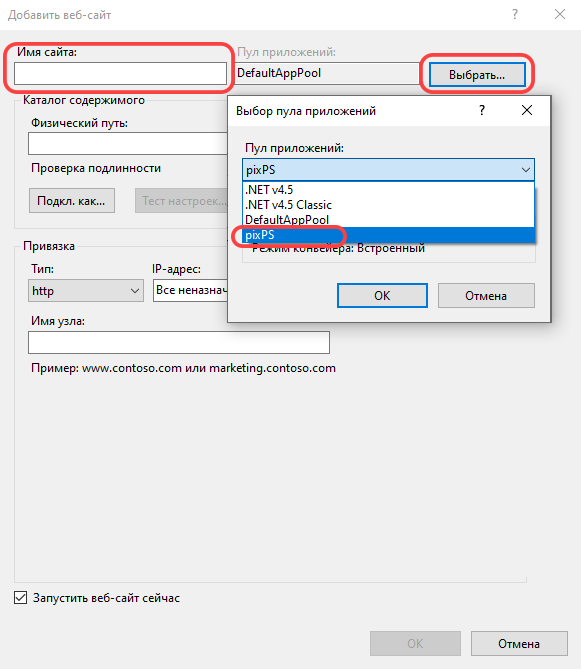 Добавить веб-сайт
?
Имя сайта:
Пул приложений:
DefaultAppPool
Выбрать...
Каталог содержимого
Физический путь:
Проверка подлинности
Подкл. как...
Тест настроек...
Выбор пула приложений
?
Пул приложений:
pixPS
.NET v4.5
.NET v4.5 Classic
DefaultAppPool
pixPS
Режим конвейера: Встроенный
OK
Отмена
Привязка
Тип:
IP-адрес:
http
Все неназнач
Имя узла:
Пример: www.contoso.com или marketing.contoso.com
Запустить веб-сайт сейчас
OK
Отмена